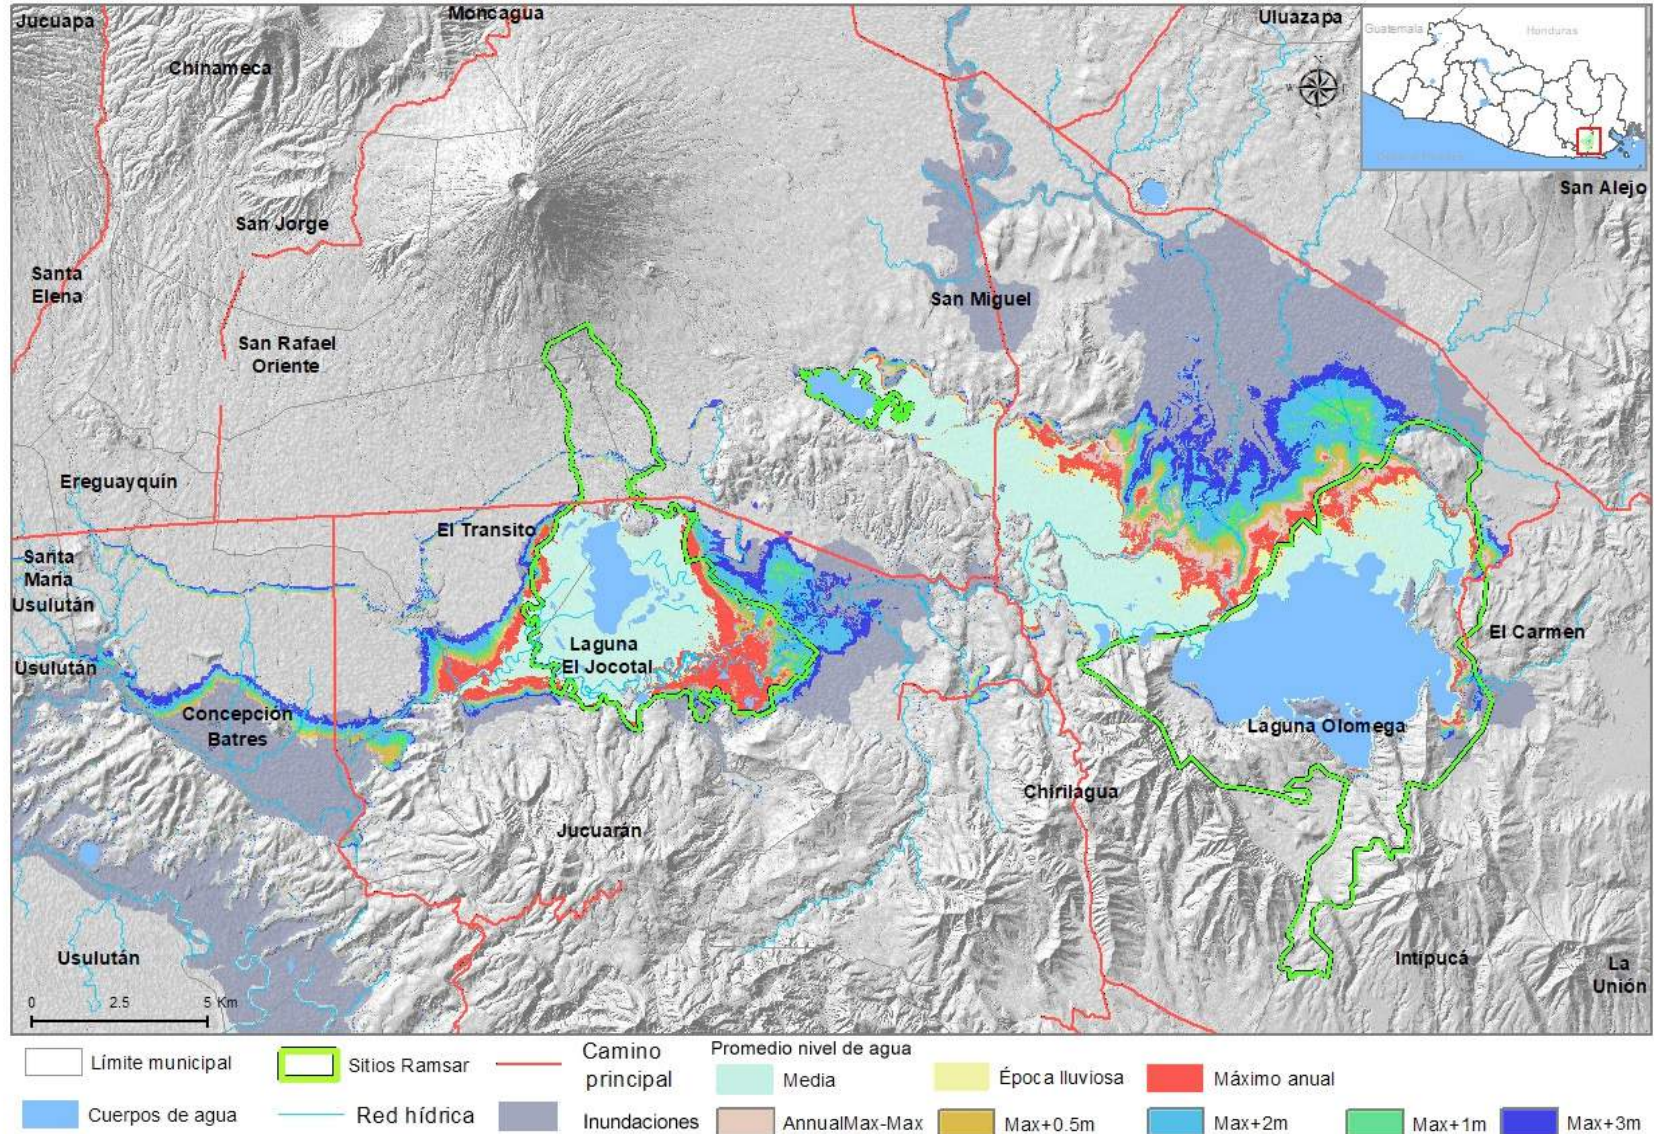 Jucuapa
Moncagua
Uluazapa
Guatemala
Honduras
Chinameca
San Alejo
San Jorge
Santa
Elena
San Miguel
San Rafael
Oriente
Ereguayquín
El Transito
Santa
Maria
Usulután
Usulután
Laguna
El Jocotal
El Carmen
Concepción
Batres
Laguna Olomega
Chirilagua
Jucuarán
Usulután
Intipucá
La
Unión
0 2.5 5 Km
Límite municipal
Sitios Ramsar
Camino
principal
Promedio nivel de agua
Media
Época lluviosa
Máximo anual
Cuerpos de agua
Red hídrica
Inundaciones
AnnualMax-Max
Max+0.5m
Max+2m
Max+1m
Max+3m